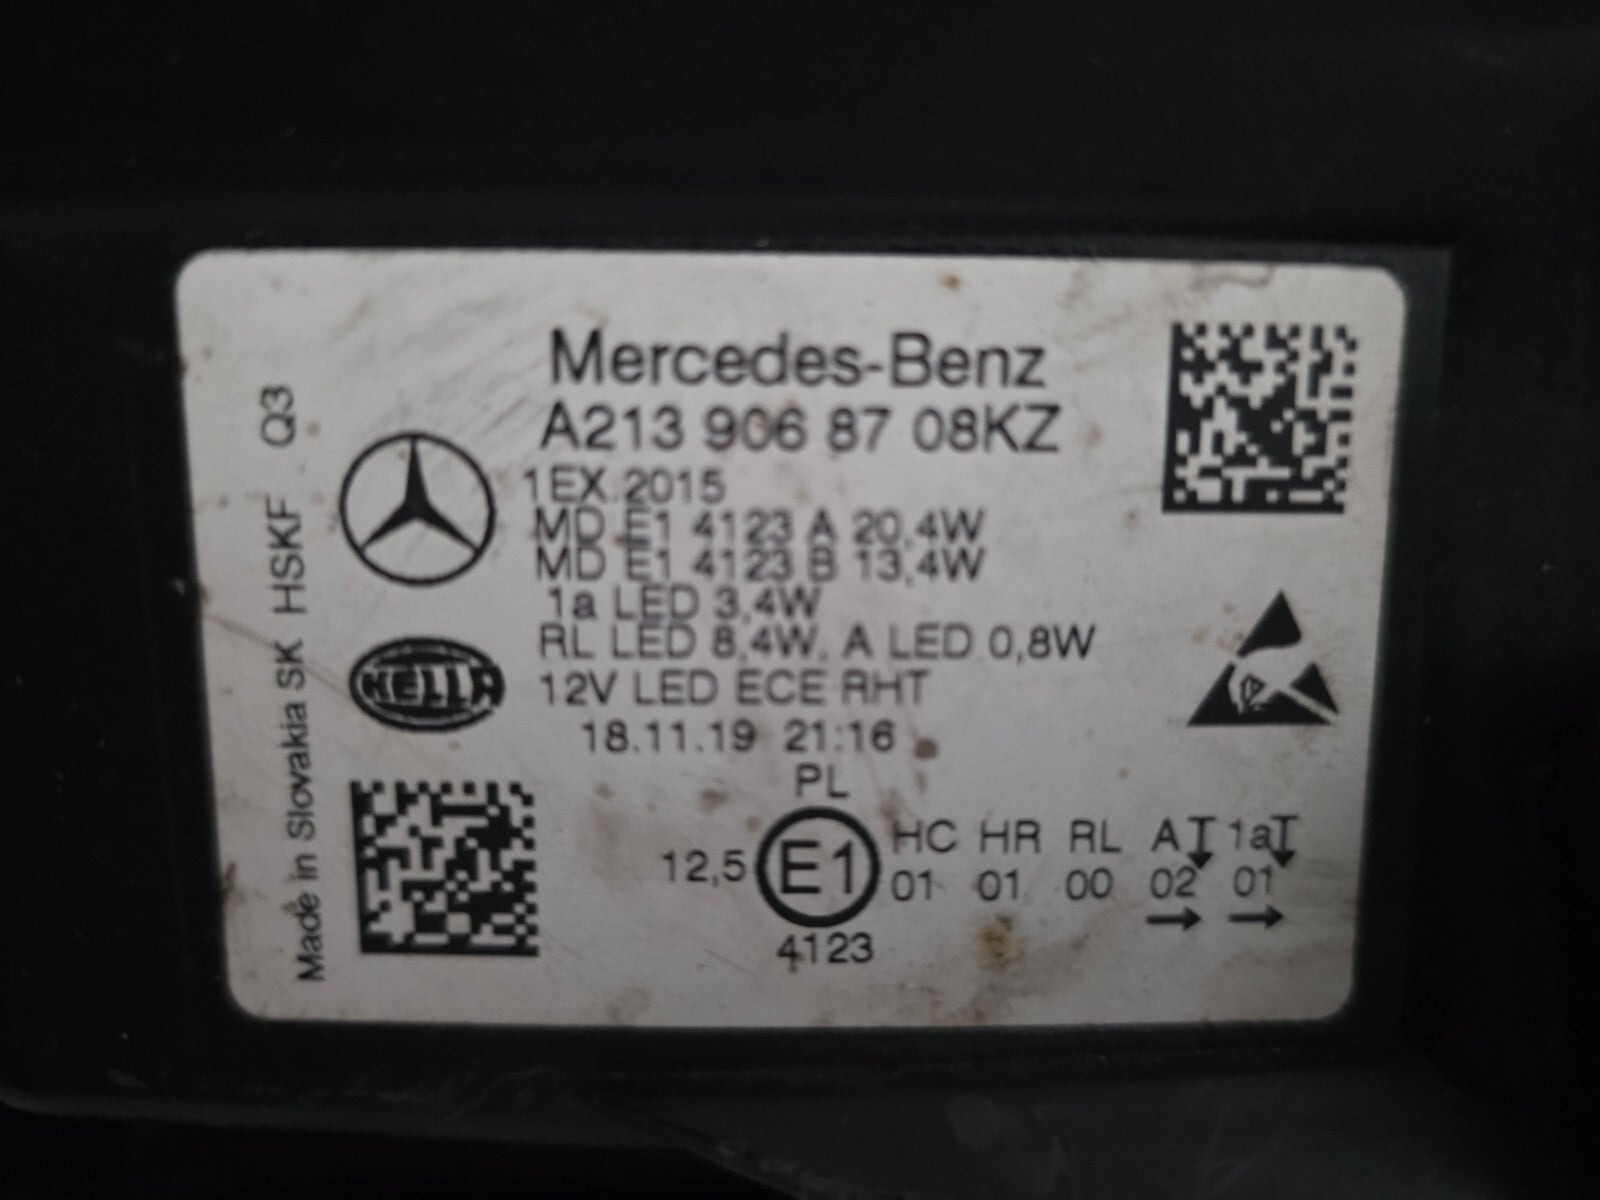 Mercedes-Benz
A213 906 87 08KZ
1EX.2015
MD E1 4123 A 20,4W
MD E1 4123 B 13,4W
1a LED 3,4W
RL LED 8,4W, A LED 0,8W
12V LED ECE RHT
18.11.19 21:16
PL
12,5 E1 HC HR RL A 1a
01 01 00 02 01
→ →
4123
HELLA
Made in Slovakia SK HSKF Q3